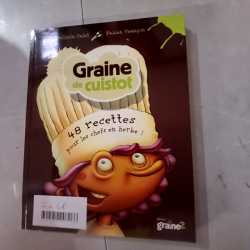 Graine
de cuistot
48 recettes
pour les chefs en herbe !
graine2